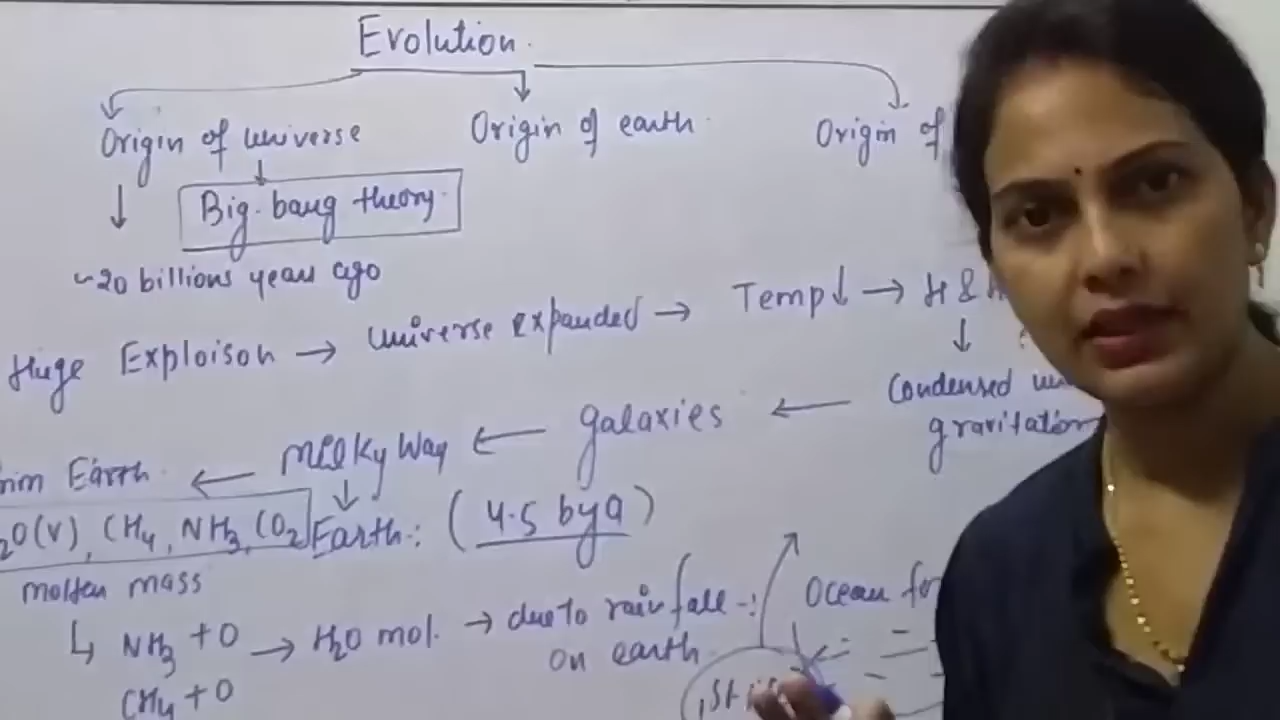 Evolution
Origin of universe
Origin of earth
Origin of
Big-bang theory
~20 billions years ago
Huge Exploison → universe expanded → Temp↓ → H &
Condensed
gravitation
← galaxies ←
Milky Way
Earth ←
O(v), CH4, NH3, CO2
Earth: (4.5 bya)
molten mass
↳ NH3 + O → H2O mol. → due to rainfall -:
on earth
CH4 + O
Ocean